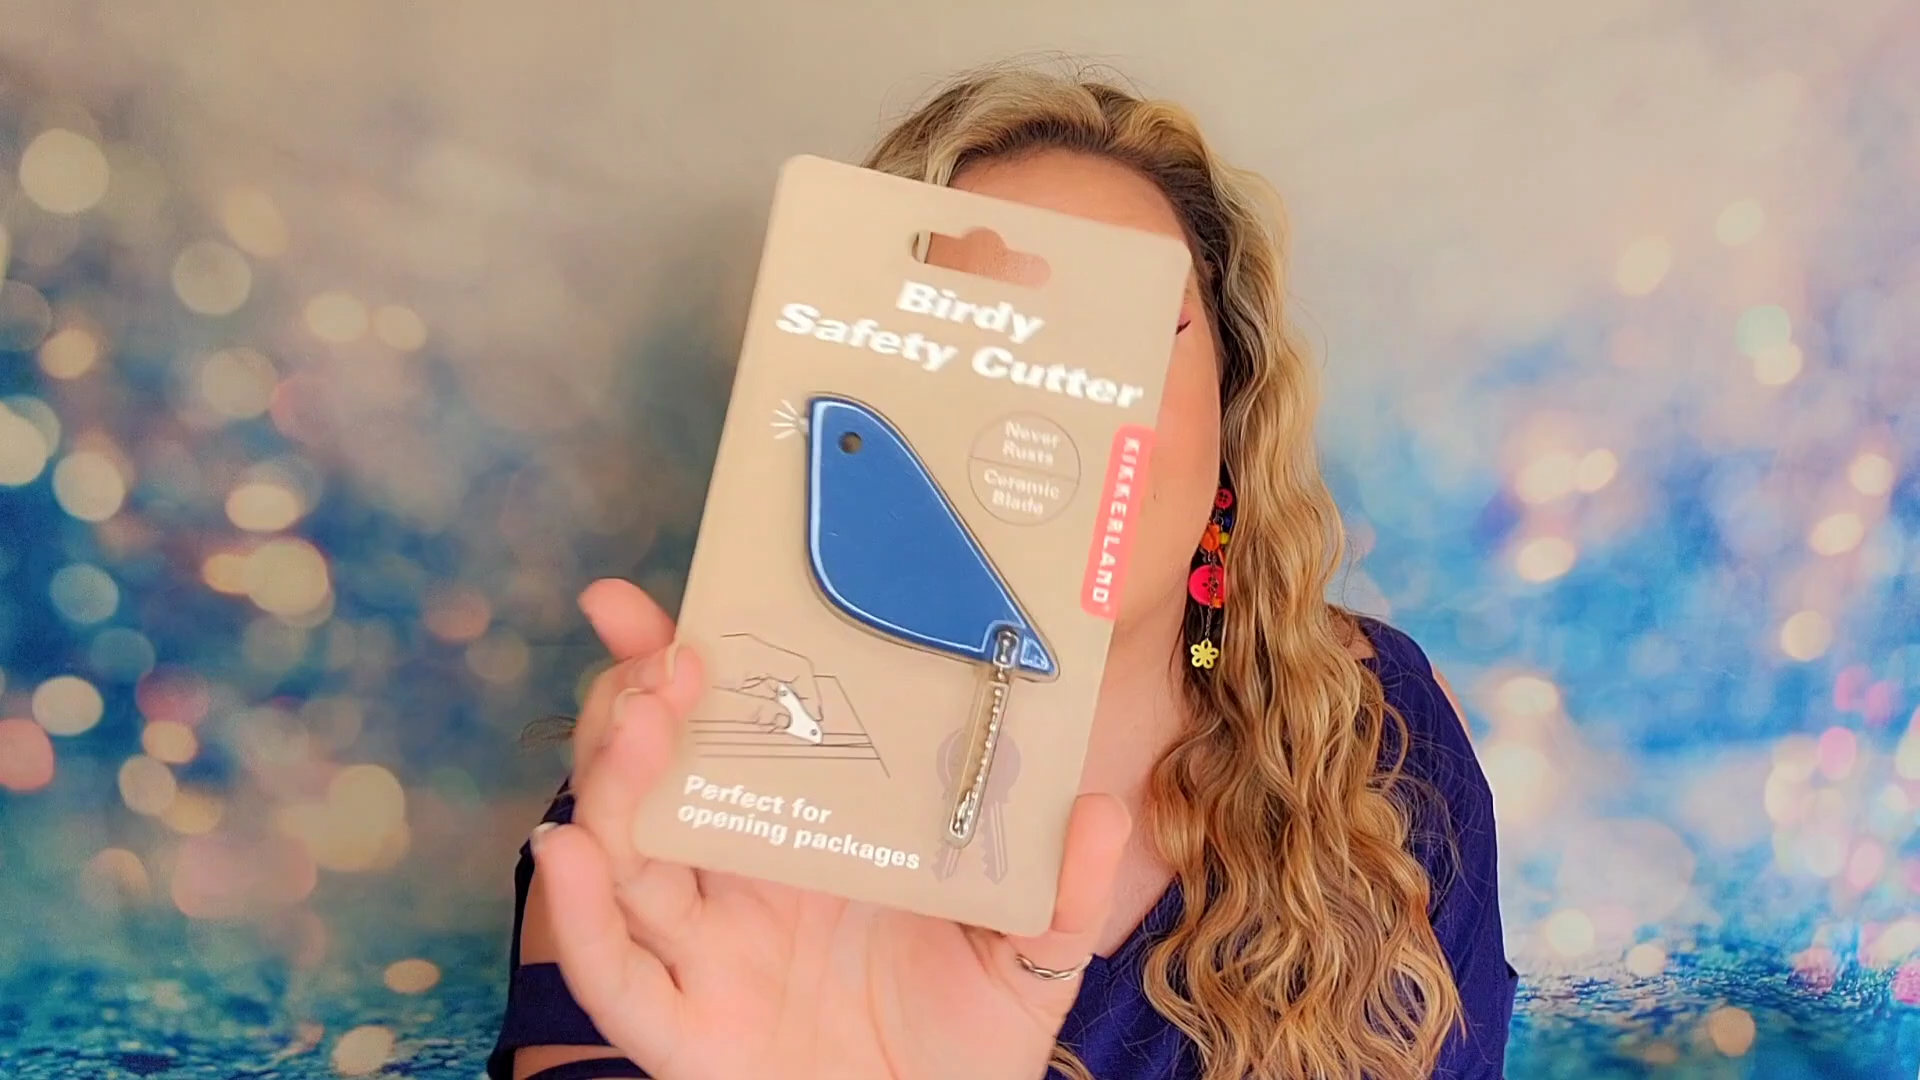 Birdy
Safety Cutter
Never
Rusts
Ceramic
Blade
KIKKERLAND®
Perfect for
opening packages